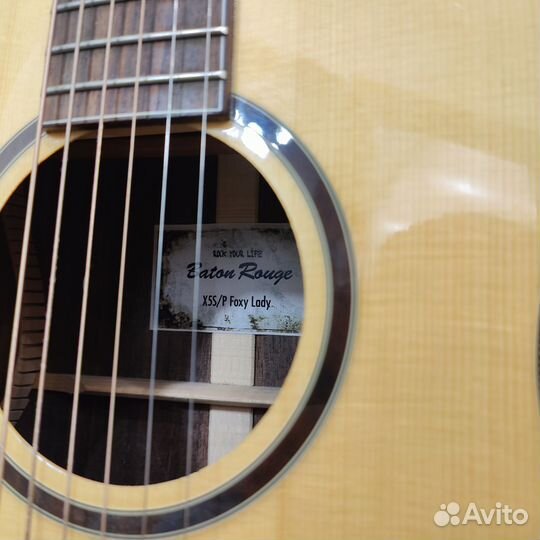 ROCK YOUR LIFE
Baton Rouge
X5S/P Foxy Lady
Avito